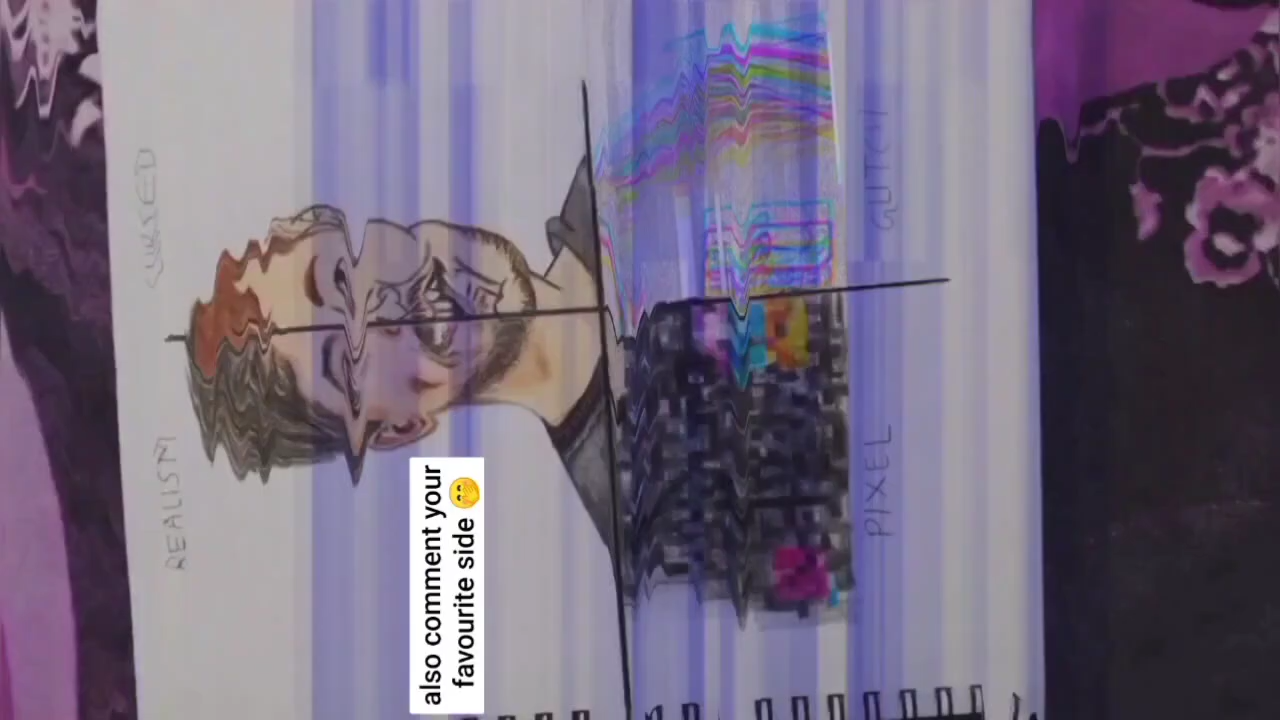 REALISM
CURSED
also comment your
favourite side 🤭
PIXEL
GLITCH